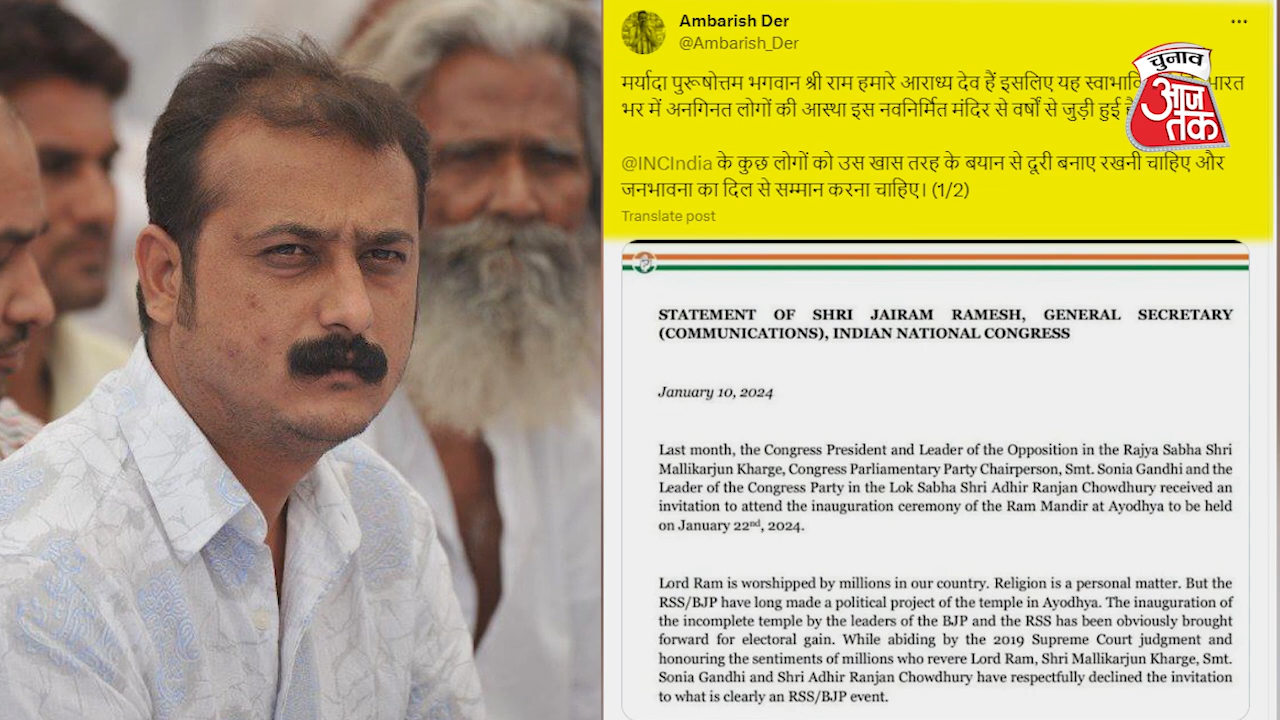 Ambarish Der
@Ambarish_Der
मर्यादा पुरूषोत्तम भगवान श्री राम हमारे आराध्य देव हैं इसलिए यह
भर में अनगिनत लोगों की आस्था इस नवनिर्मित मंदिर से वर्षों से जुड़ी हुई
चुनाव
आज
तक
@INCIndia के कुछ लोगों को उस खास तरह के बयान से दूरी बनाए रखनी चाहिए और
जनभावना का दिल से सम्मान करना चाहिए। (1/2)
Translate post
STATEMENT OF SHRI JAIRAM RAMESH, GENERAL SECRETARY
(COMMUNICATIONS), INDIAN NATIONAL CONGRESS
January 10, 2024
Last month, the Congress President and Leader of the Opposition in the Rajya Sabha Shri
Mallikarjun Kharge, Congress Parliamentary Party Chairperson, Smt. Sonia Gandhi and the
Leader of the Congress Party in the Lok Sabha Shri Adhir Ranjan Chowdhury received an
invitation to attend the inauguration ceremony of the Ram Mandir at Ayodhya to be held
on January 22nd, 2024.
Lord Ram is worshipped by millions in our country. Religion is a personal matter. But the
RSS/BJP have long made a political project of the temple in Ayodhya. The inauguration of
the incomplete temple by the leaders of the BJP and the RSS has been obviously brought
forward for electoral gain. While abiding by the 2019 Supreme Court judgment and
honouring the sentiments of millions who revere Lord Ram, Shri Mallikarjun Kharge, Smt.
Sonia Gandhi and Shri Adhir Ranjan Chowdhury have respectfully declined the invitation
to what is clearly an RSS/BJP event.